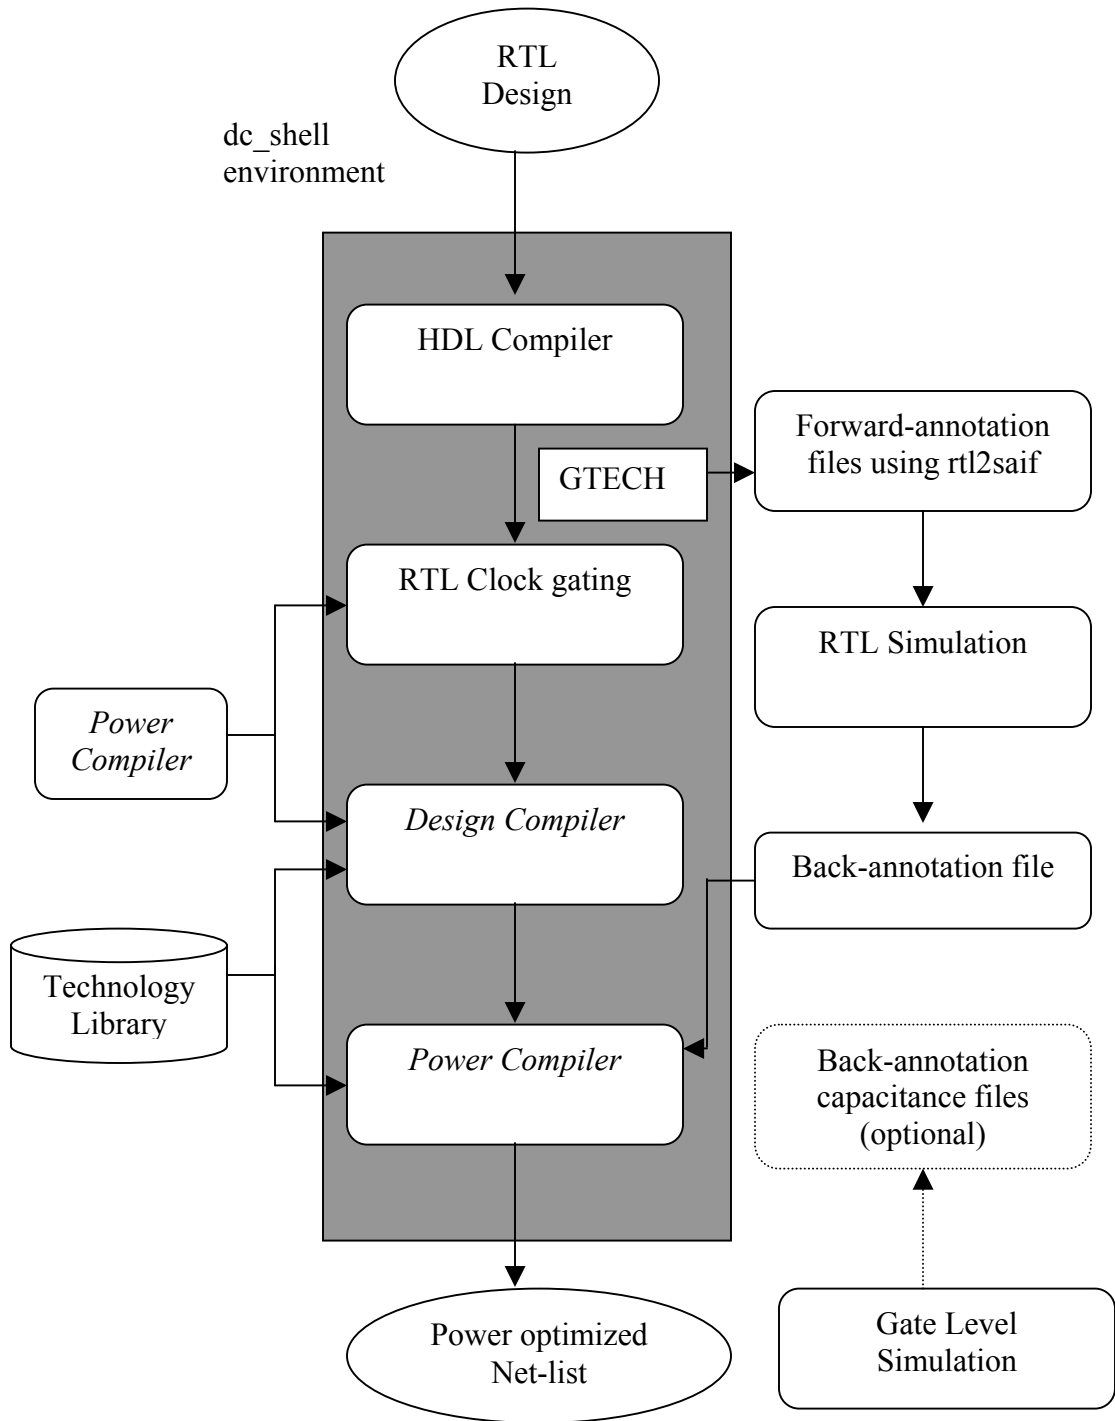 RTL
Design
dc_shell
environment
HDL Compiler
Forward-annotation
files using rtl2saif
GTECH
RTL Clock gating
RTL Simulation
Power
Compiler
Design Compiler
Back-annotation file
Technology
Library
Power Compiler
Back-annotation
capacitance files
(optional)
Power optimized
Net-list
Gate Level
Simulation